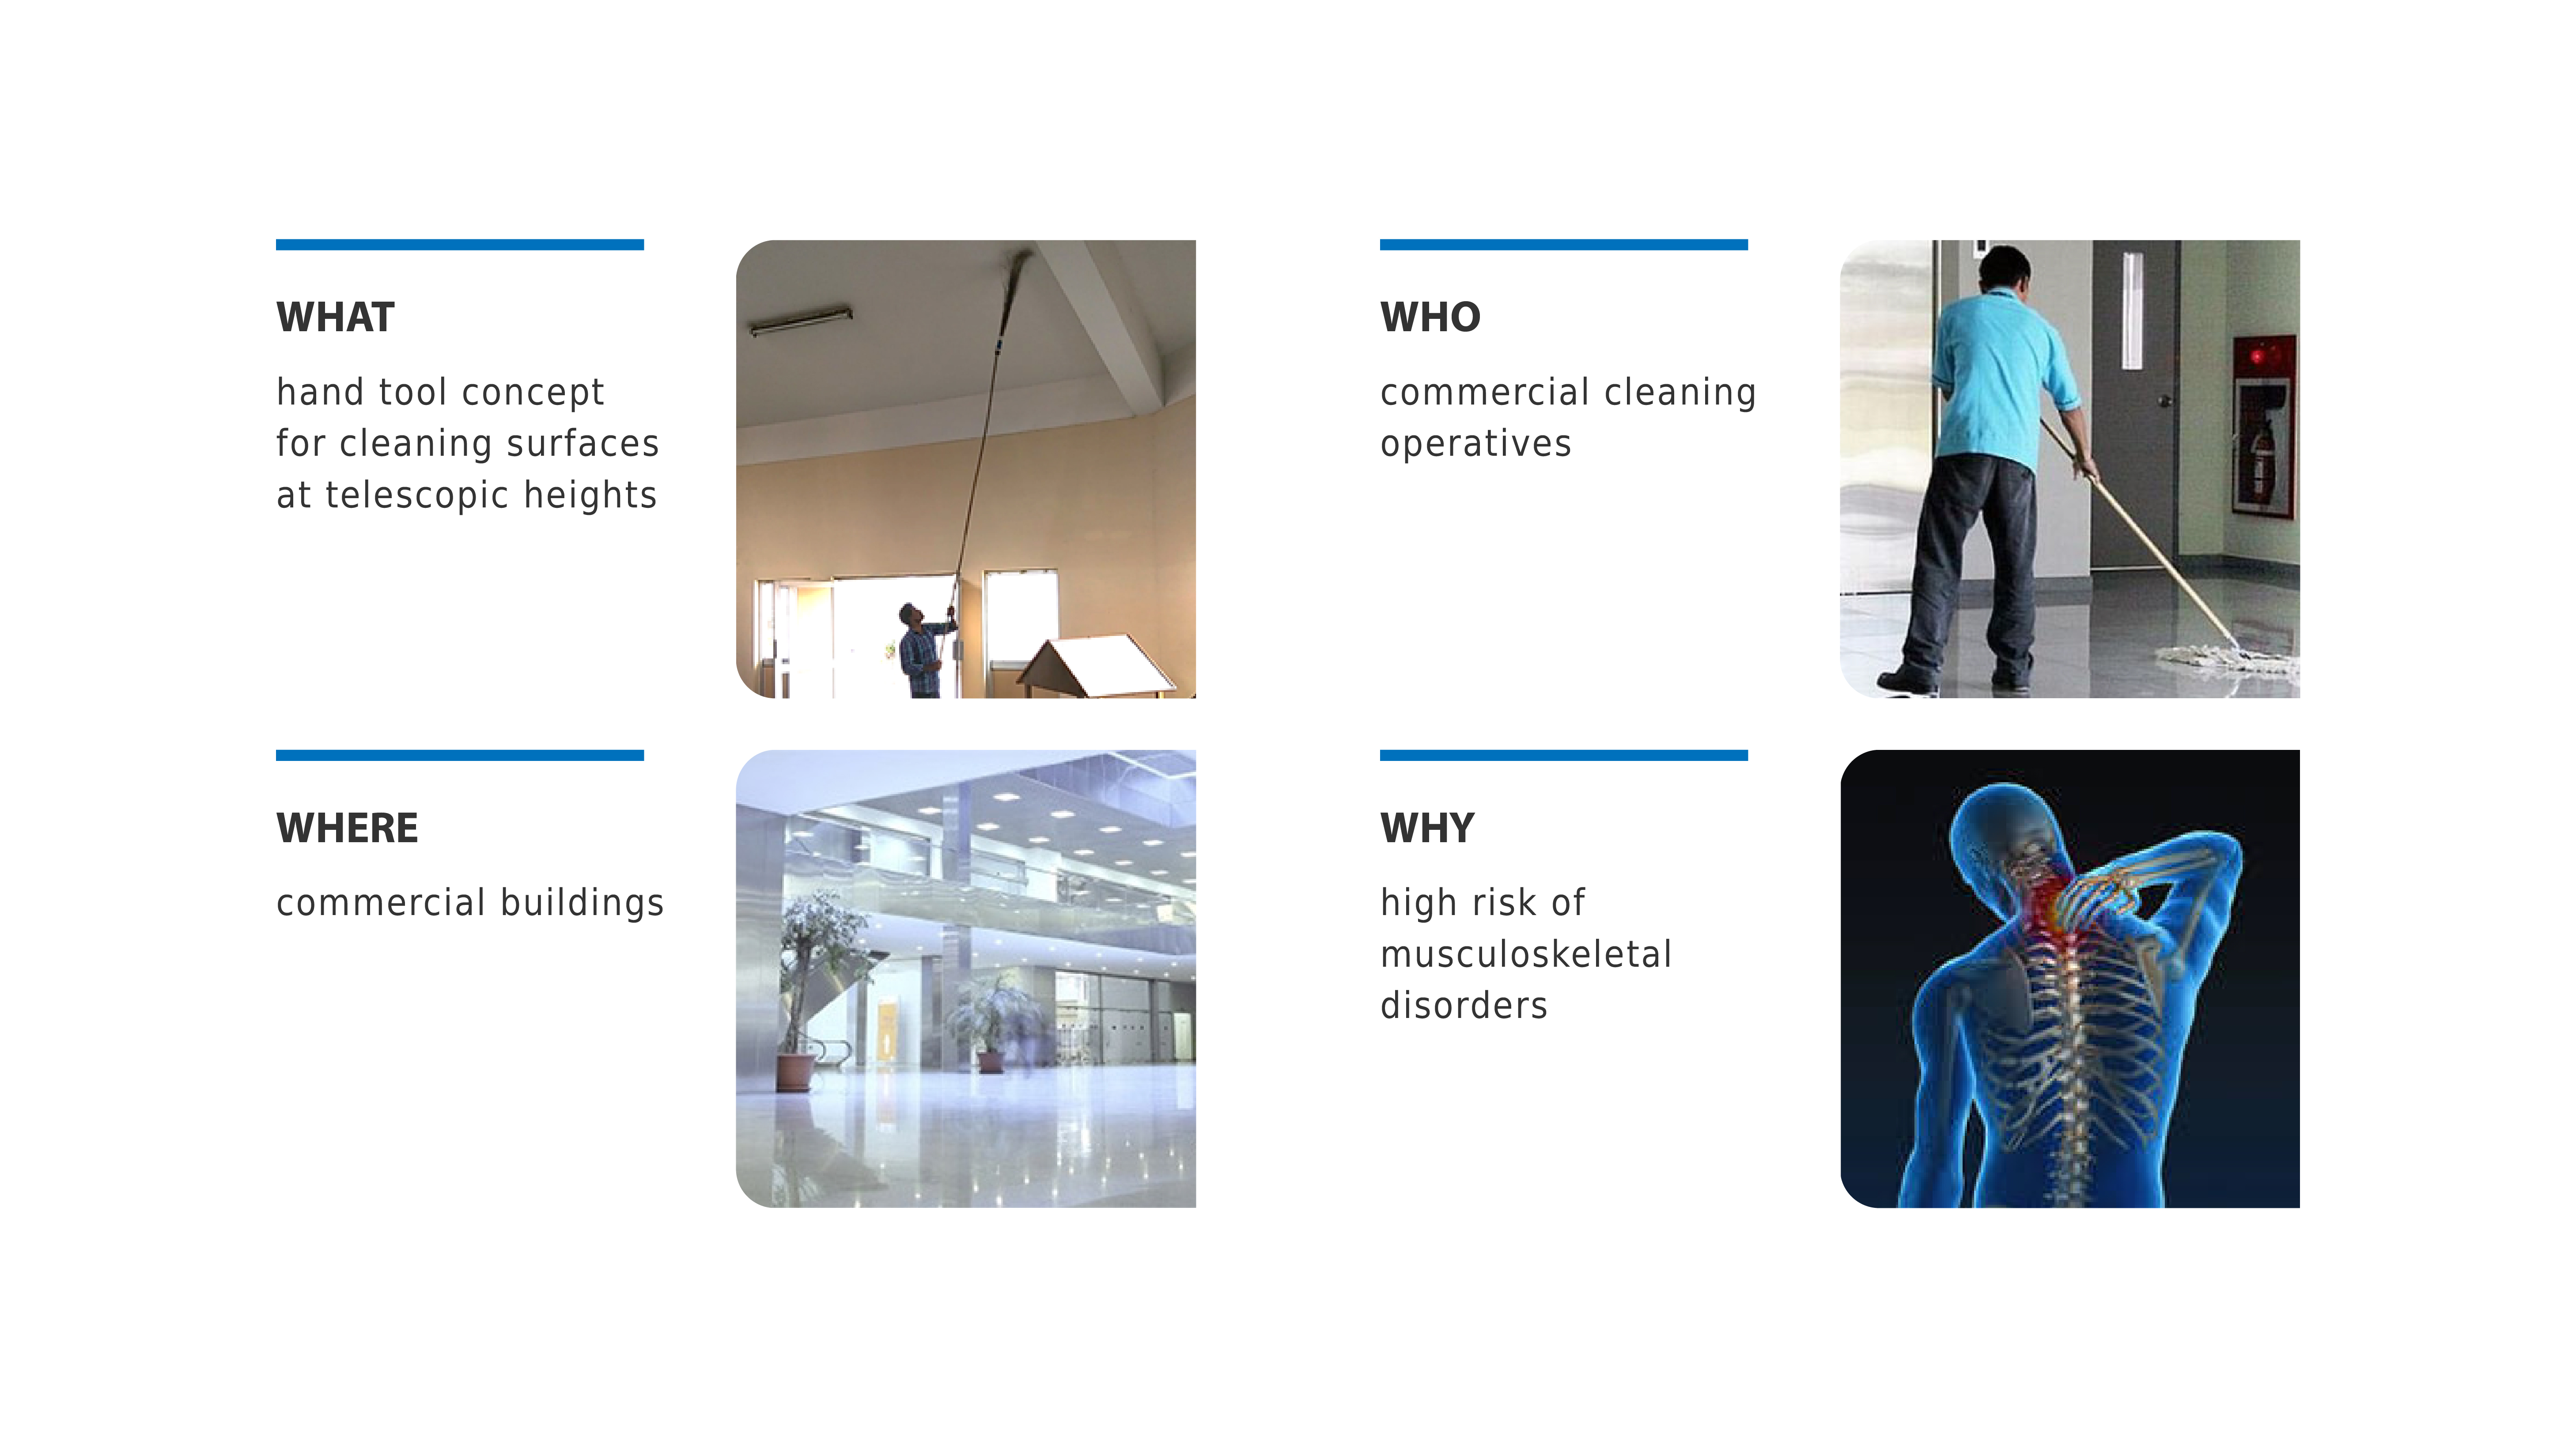 WHAT
hand tool concept
for cleaning surfaces
at telescopic heights
WHO
commercial cleaning
operatives
WHERE
commercial buildings
WHY
high risk of
musculoskeletal
disorders